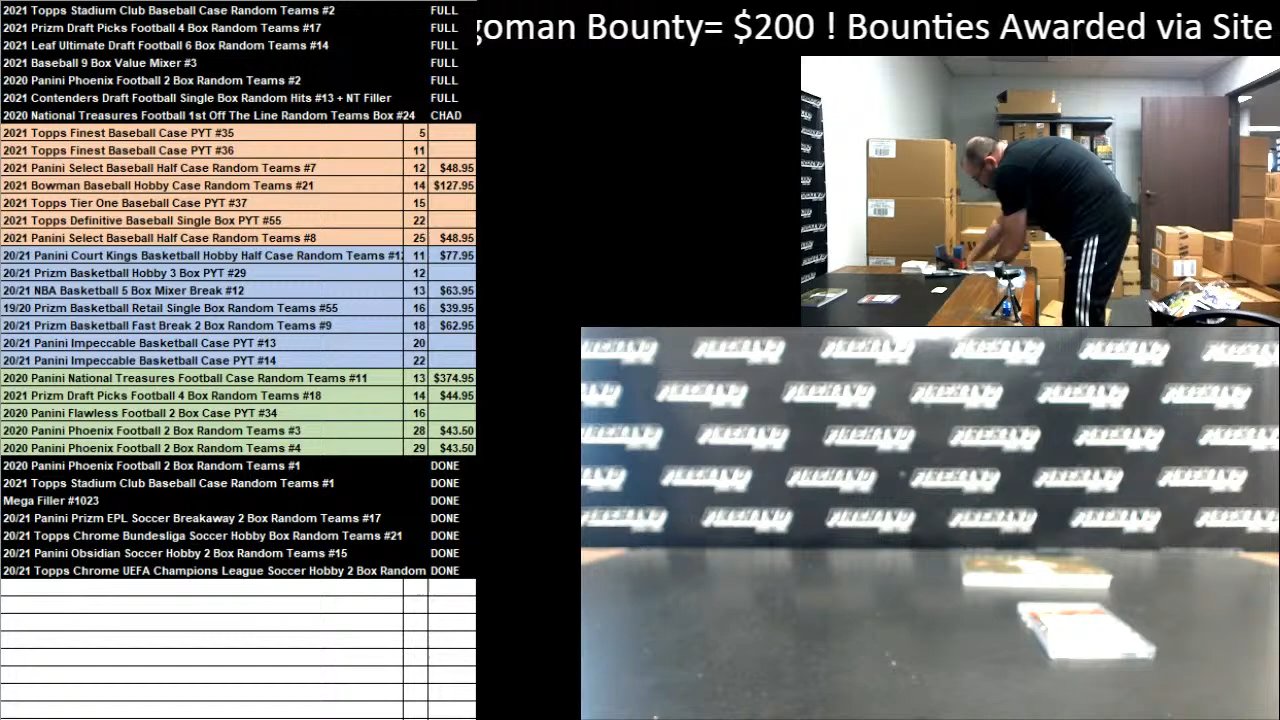 2021 Topps Stadium Club Baseball Case Random Teams #2 FULL
2021 Prizm Draft Picks Football 4 Box Random Teams #17 FULL
2021 Leaf Ultimate Draft Football 6 Box Random Teams #14 FULL
2021 Baseball 9 Box Value Mixer #3 FULL
2020 Panini Phoenix Football 2 Box Random Teams #2 FULL
2021 Contenders Draft Football Single Box Random Hits #13 + NT Filler FULL
2020 National Treasures Football 1st Off The Line Random Teams Box #24 CHAD
2021 Topps Finest Baseball Case PYT #35 5
2021 Topps Finest Baseball Case PYT #36 11
2021 Panini Select Baseball Half Case Random Teams #7 12 $48.95
2021 Bowman Baseball Hobby Case Random Teams #21 14 $127.95
2021 Topps Tier One Baseball Case PYT #37 15
2021 Topps Definitive Baseball Single Box PYT #55 22
2021 Panini Select Baseball Half Case Random Teams #8 25 $48.95
20/21 Panini Court Kings Basketball Hobby Half Case Random Teams 11 $77.95
20/21 Prizm Basketball Hobby 3 Box PYT #29 12
20/21 NBA Basketball 5 Box Mixer Break #12 13 $63.95
19/20 Prizm Basketball Retail Single Box Random Teams #55 16 $39.95
20/21 Prizm Basketball Fast Break 2 Box Random Teams #9 18 $62.95
20/21 Panini Impeccable Basketball Case PYT #13 20
20/21 Panini Impeccable Basketball Case PYT #14 22
2020 Panini National Treasures Football Case Random Teams #11 13 $374.95
2021 Prizm Draft Picks Football 4 Box Random Teams #18 14 $44.95
2020 Panini Flawless Football 2 Box Case PYT #34 16
2020 Panini Phoenix Football 2 Box Random Teams #3 28 $43.50
2020 Panini Phoenix Football 2 Box Random Teams #4 29 $43.50
2020 Panini Phoenix Football 2 Box Random Teams #1 DONE
2021 Topps Stadium Club Baseball Case Random Teams #1 DONE
Mega Filler #1023 DONE
20/21 Panini Prizm EPL Soccer Breakaway 2 Box Random Teams #17 DONE
20/21 Topps Chrome Bundesliga Soccer Hobby Box Random Teams #21 DONE
20/21 Panini Obsidian Soccer Hobby 2 Box Random Teams #15 DONE
20/21 Topps Chrome UEFA Champions League Soccer Hobby 2 Box Random DONE
goman Bounty= $200 ! Bounties Awarded via Site